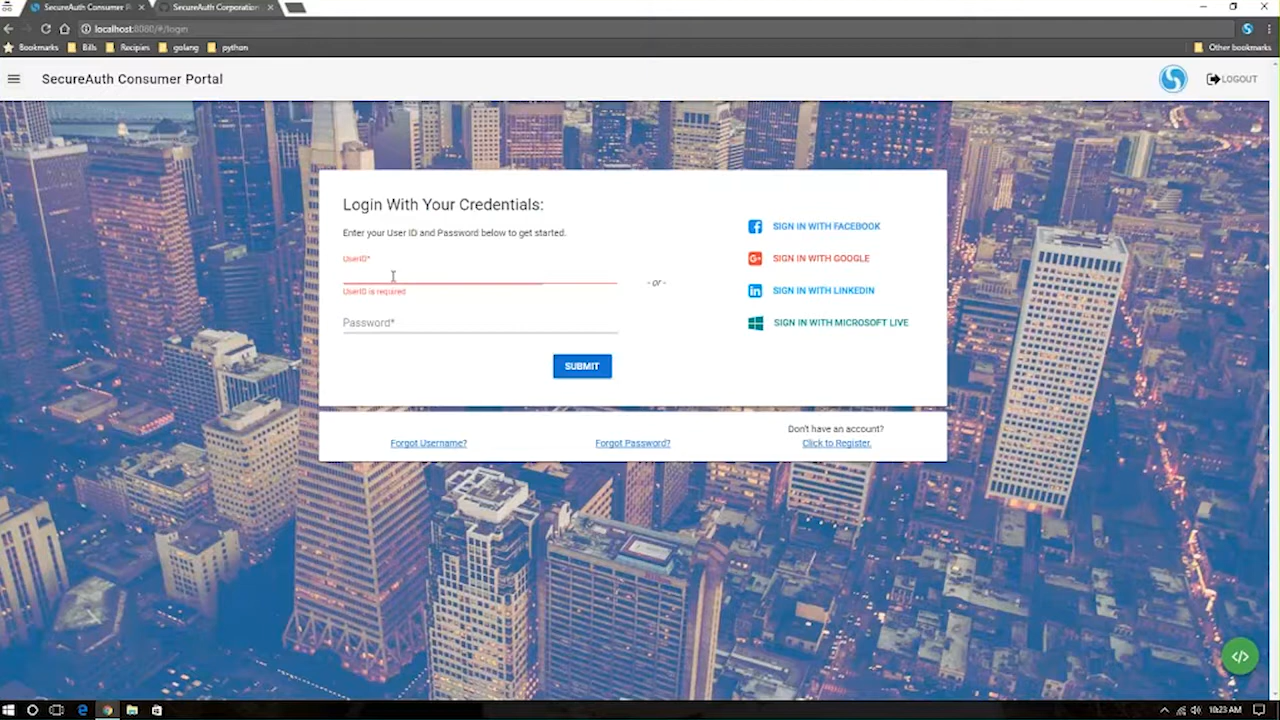 SecureAuth Consumer P
SecureAuth Corporation
localhost:8080/#/login
Bookmarks
Bills
Recipies
golang
python
Other bookmarks
SecureAuth Consumer Portal
LOGOUT
Login With Your Credentials:
Enter your User ID and Password below to get started.
UserID*
UserID is required
Password*
SUBMIT
- or -
SIGN IN WITH FACEBOOK
SIGN IN WITH GOOGLE
SIGN IN WITH LINKEDIN
SIGN IN WITH MICROSOFT LIVE
Forgot Username?
Forgot Password?
Don't have an account?
Click to Register.
10:23 AM